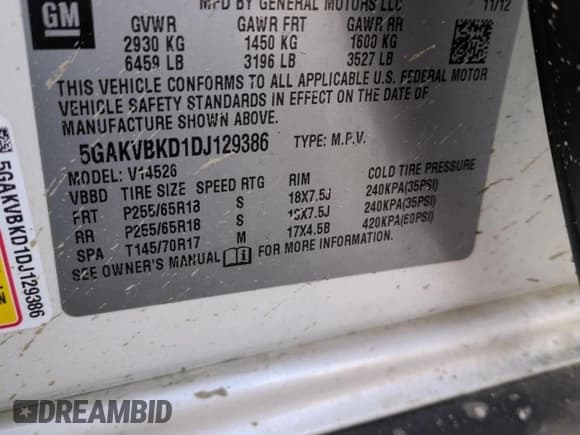 GM
MFD BY GENERAL MOTORS LLC 11/12
GVWR GAWR FRT GAWR RR
2930 KG 1450 KG 1600 KG
6459 LB 3196 LB 3527 LB
THIS VEHICLE CONFORMS TO ALL APPLICABLE U.S. FEDERAL MOTOR
VEHICLE SAFETY STANDARDS IN EFFECT ON THE DATE OF
MANUFACTURE SHOWN ABOVE.
5GAKVBKD1DJ129386 TYPE: M.P.V.
MODEL: V14526
VBBD TIRE SIZE SPEED RTG RIM COLD TIRE PRESSURE
FRT P255/65R18 S 18X7.5J 240KPA(35PSI)
RR P255/65R18 S 18X7.5J 240KPA(35PSI)
SPA T145/70R17 M 17X4.5B 420KPA(60PSI)
SEE OWNER'S MANUAL FOR MORE INFORMATION
5GAKVBKD1DJ129386
DREAMBID